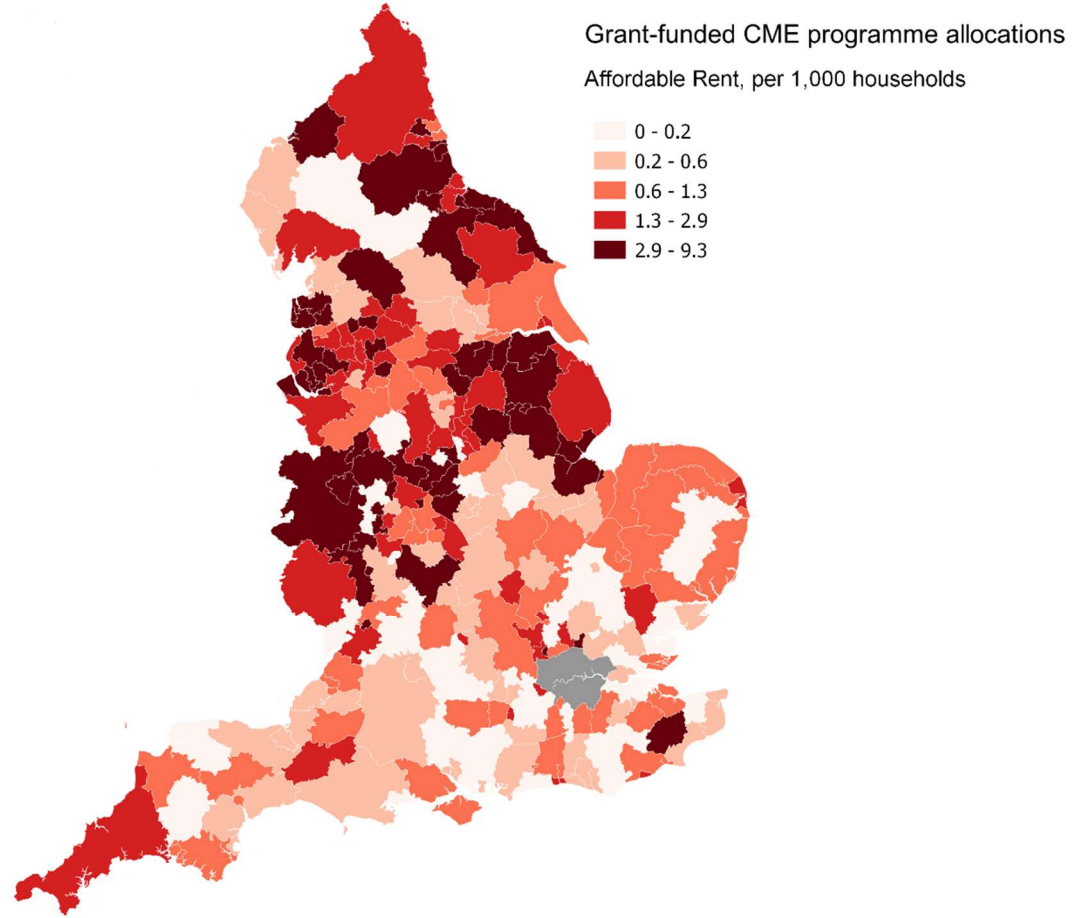 Grant-funded CME programme allocations
Affordable Rent, per 1,000 households
0 - 0.2
0.2 - 0.6
0.6 - 1.3
1.3 - 2.9
2.9 - 9.3